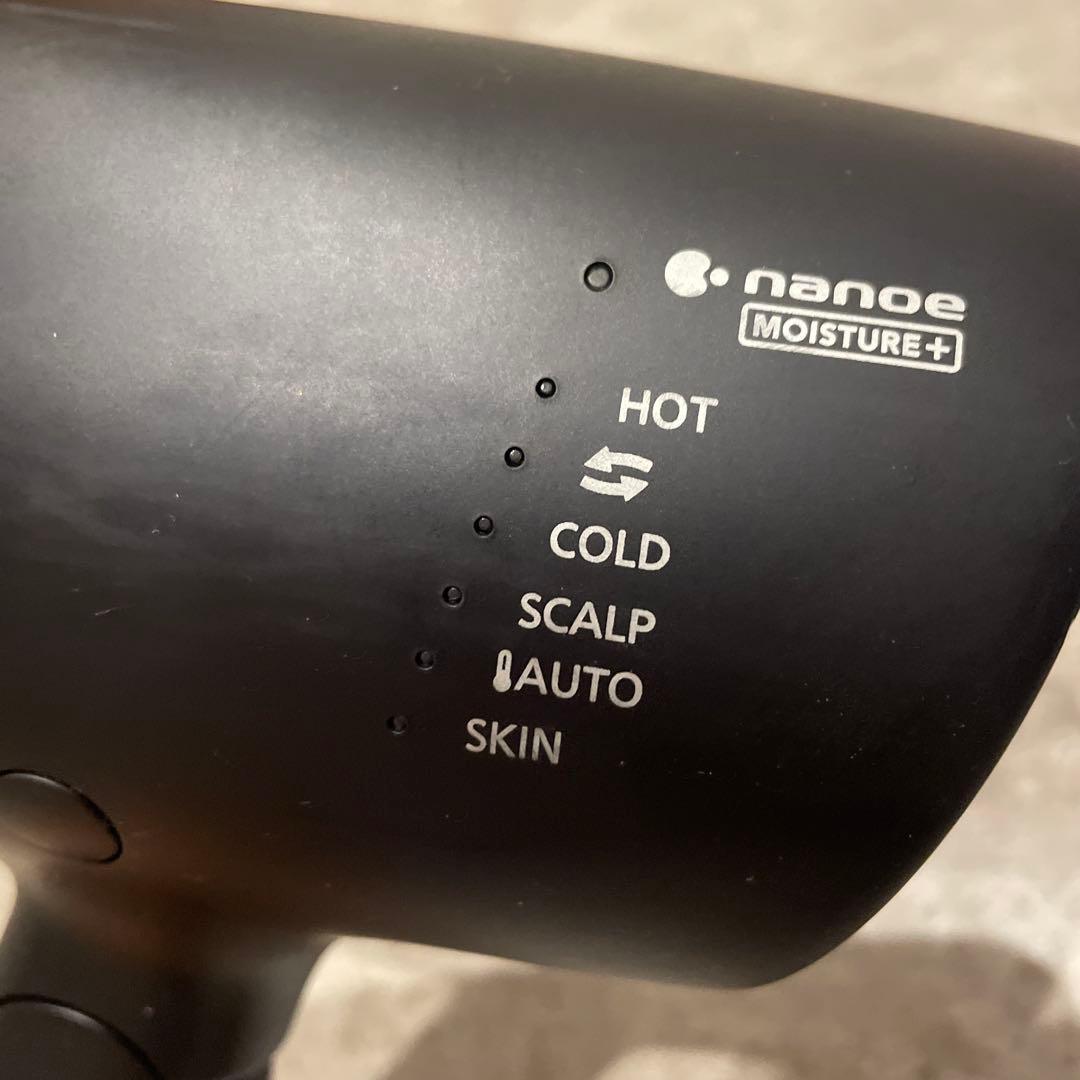 nanoe
MOISTURE+
HOT
COLD
SCALP
AUTO
SKIN